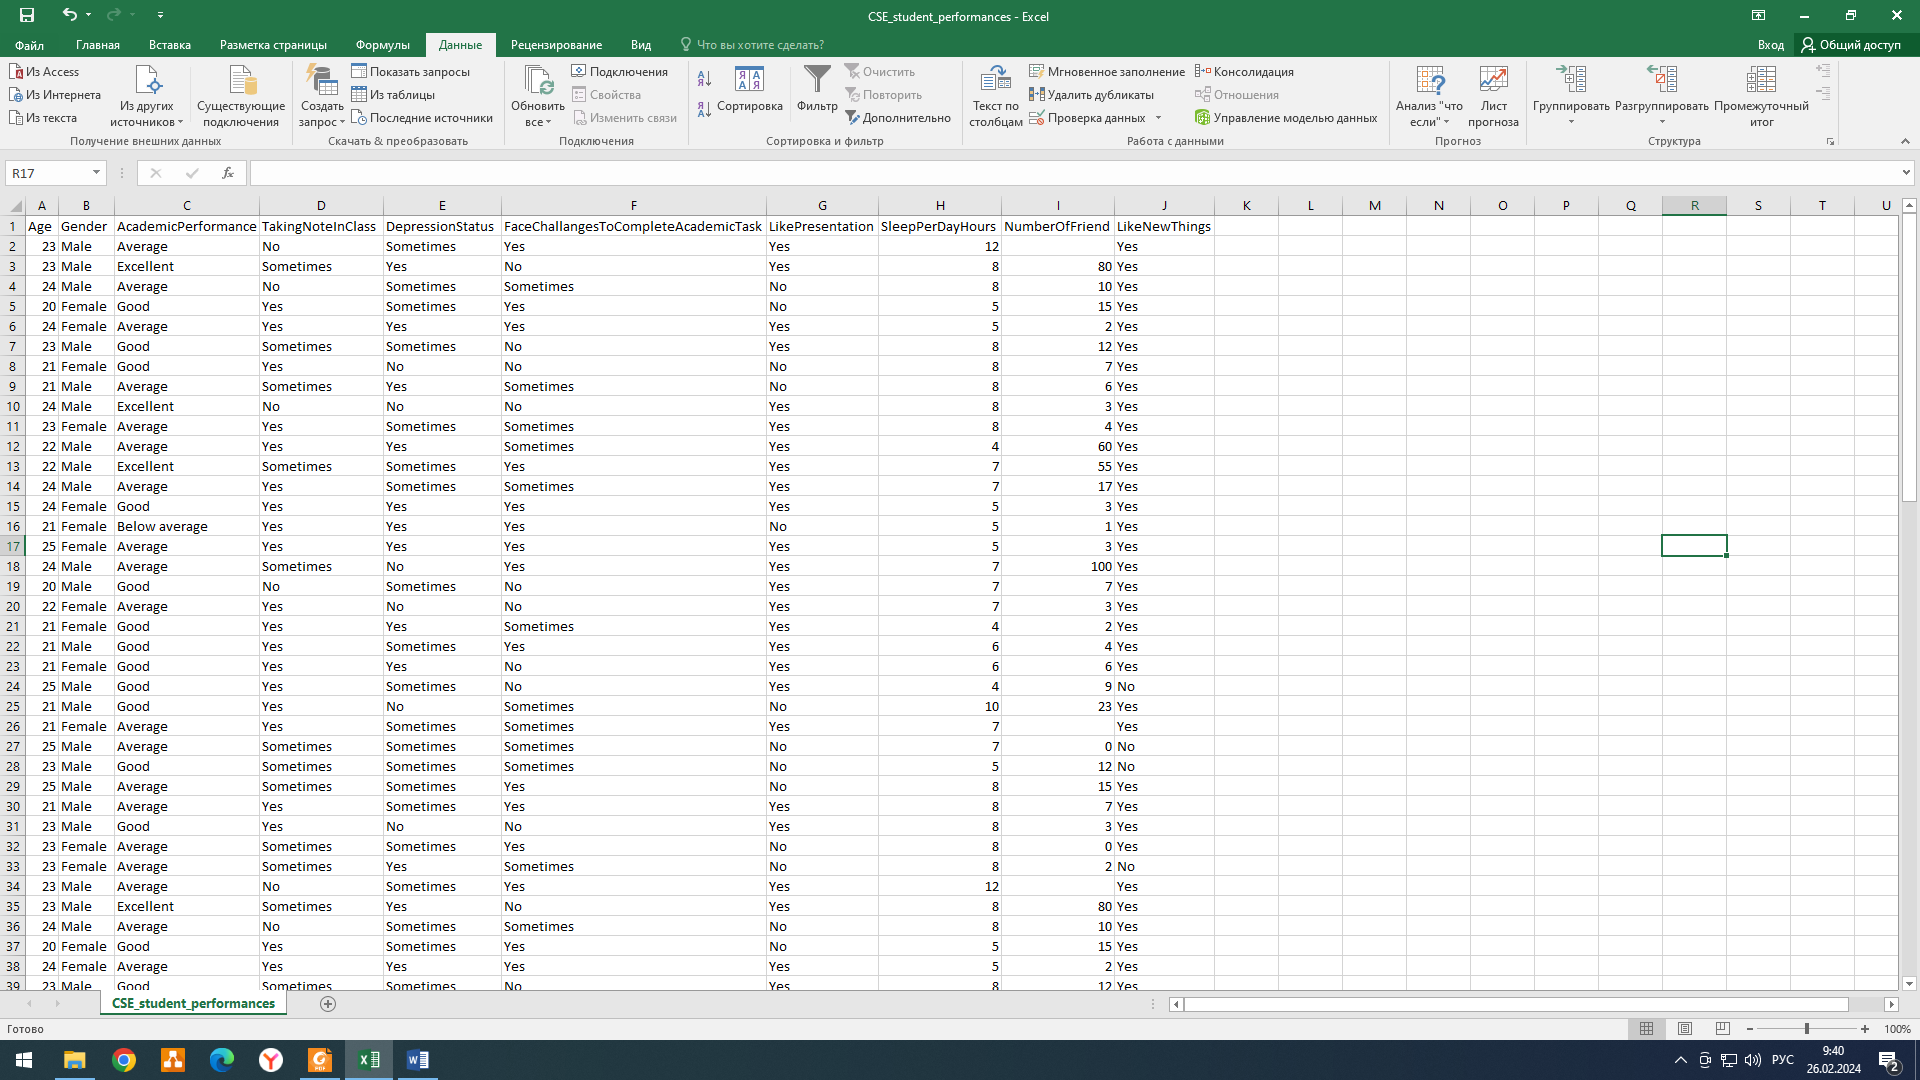 CSE_student_performances - Excel
Файл Главная Вставка Разметка страницы Формулы Данные Рецензирование Вид Что вы хотите сделать? Вход Общий доступ
Из Access
Из Интернета
Из текста
Из других источников
Существующие подключения
Получение внешних данных
Создать запрос
Показать запросы
Из таблицы
Последние источники
Скачать & преобразовать
Обновить все
Подключения
Свойства
Изменить связи
Подключения
Сортировка
Фильтр
Очистить
Повторить
Дополнительно
Сортировка и фильтр
Текст по столбцам
Мгновенное заполнение
Удалить дубликаты
Проверка данных
Консолидация
Отношения
Управление моделью данных
Работа с данными
Анализ "что если"
Лист прогноза
Прогноз
Группировать
Разгруппировать
Промежуточный итог
Структура
R17 fx
A B C D E F G H I J K L M N O P Q R S T U
1 Age Gender AcademicPerformance TakingNoteInClass DepressionStatus FaceChallangesToCompleteAcademicTask LikePresentation SleepPerDayHours NumberOfFriend LikeNewThings
2 23 Male Average No Sometimes Yes Yes 12 Yes
3 23 Male Excellent Sometimes Yes No Yes 8 80 Yes
4 24 Male Average No Sometimes Sometimes No 8 10 Yes
5 20 Female Good Yes Sometimes Yes No 5 15 Yes
6 24 Female Average Yes Yes Yes Yes 5 2 Yes
7 23 Male Good Sometimes Sometimes No Yes 8 12 Yes
8 21 Female Good Yes No No No 8 7 Yes
9 21 Male Average Sometimes Yes Sometimes No 8 6 Yes
10 24 Male Excellent No No No Yes 8 3 Yes
11 23 Female Average Yes Sometimes Sometimes Yes 8 4 Yes
12 22 Male Average Yes Yes Sometimes Yes 4 60 Yes
13 22 Male Excellent Sometimes Sometimes Yes Yes 7 55 Yes
14 24 Male Average Yes Sometimes Sometimes Yes 7 17 Yes
15 24 Female Good Yes Yes Yes Yes 5 3 Yes
16 21 Female Below average Yes Yes Yes No 5 1 Yes
17 25 Female Average Yes Yes Yes Yes 5 3 Yes
18 24 Male Average Sometimes No Yes Yes 7 100 Yes
19 20 Male Good No Sometimes No Yes 7 7 Yes
20 22 Female Average Yes No No Yes 7 3 Yes
21 21 Female Good Yes Yes Sometimes Yes 4 2 Yes
22 21 Male Good Yes Sometimes Yes Yes 6 4 Yes
23 21 Female Good Yes Yes No Yes 6 6 Yes
24 25 Male Good Yes Sometimes No Yes 4 9 No
25 21 Male Good Yes No Sometimes No 10 23 Yes
26 21 Female Average Yes Sometimes Sometimes Yes 7 Yes
27 25 Male Average Sometimes Sometimes Sometimes No 7 0 No
28 23 Male Good Sometimes Sometimes Sometimes No 5 12 No
29 25 Male Average Sometimes Sometimes Yes No 8 15 Yes
30 21 Male Average Yes Sometimes Yes Yes 8 7 Yes
31 23 Male Good Yes No No Yes 8 3 Yes
32 23 Female Average Sometimes Sometimes Yes No 8 0 Yes
33 23 Female Average Sometimes Yes Sometimes No 8 2 No
34 23 Male Average No Sometimes Yes Yes 12 Yes
35 23 Male Excellent Sometimes Yes No Yes 8 80 Yes
36 24 Male Average No Sometimes Sometimes No 8 10 Yes
37 20 Female Good Yes Sometimes Yes No 5 15 Yes
38 24 Female Average Yes Yes Yes Yes 5 2 Yes
39 23 Male Good Sometimes Sometimes No Yes 8 12 Yes
CSE_student_performances
Готово 100%
РУС 9:40
26.02.2024 2